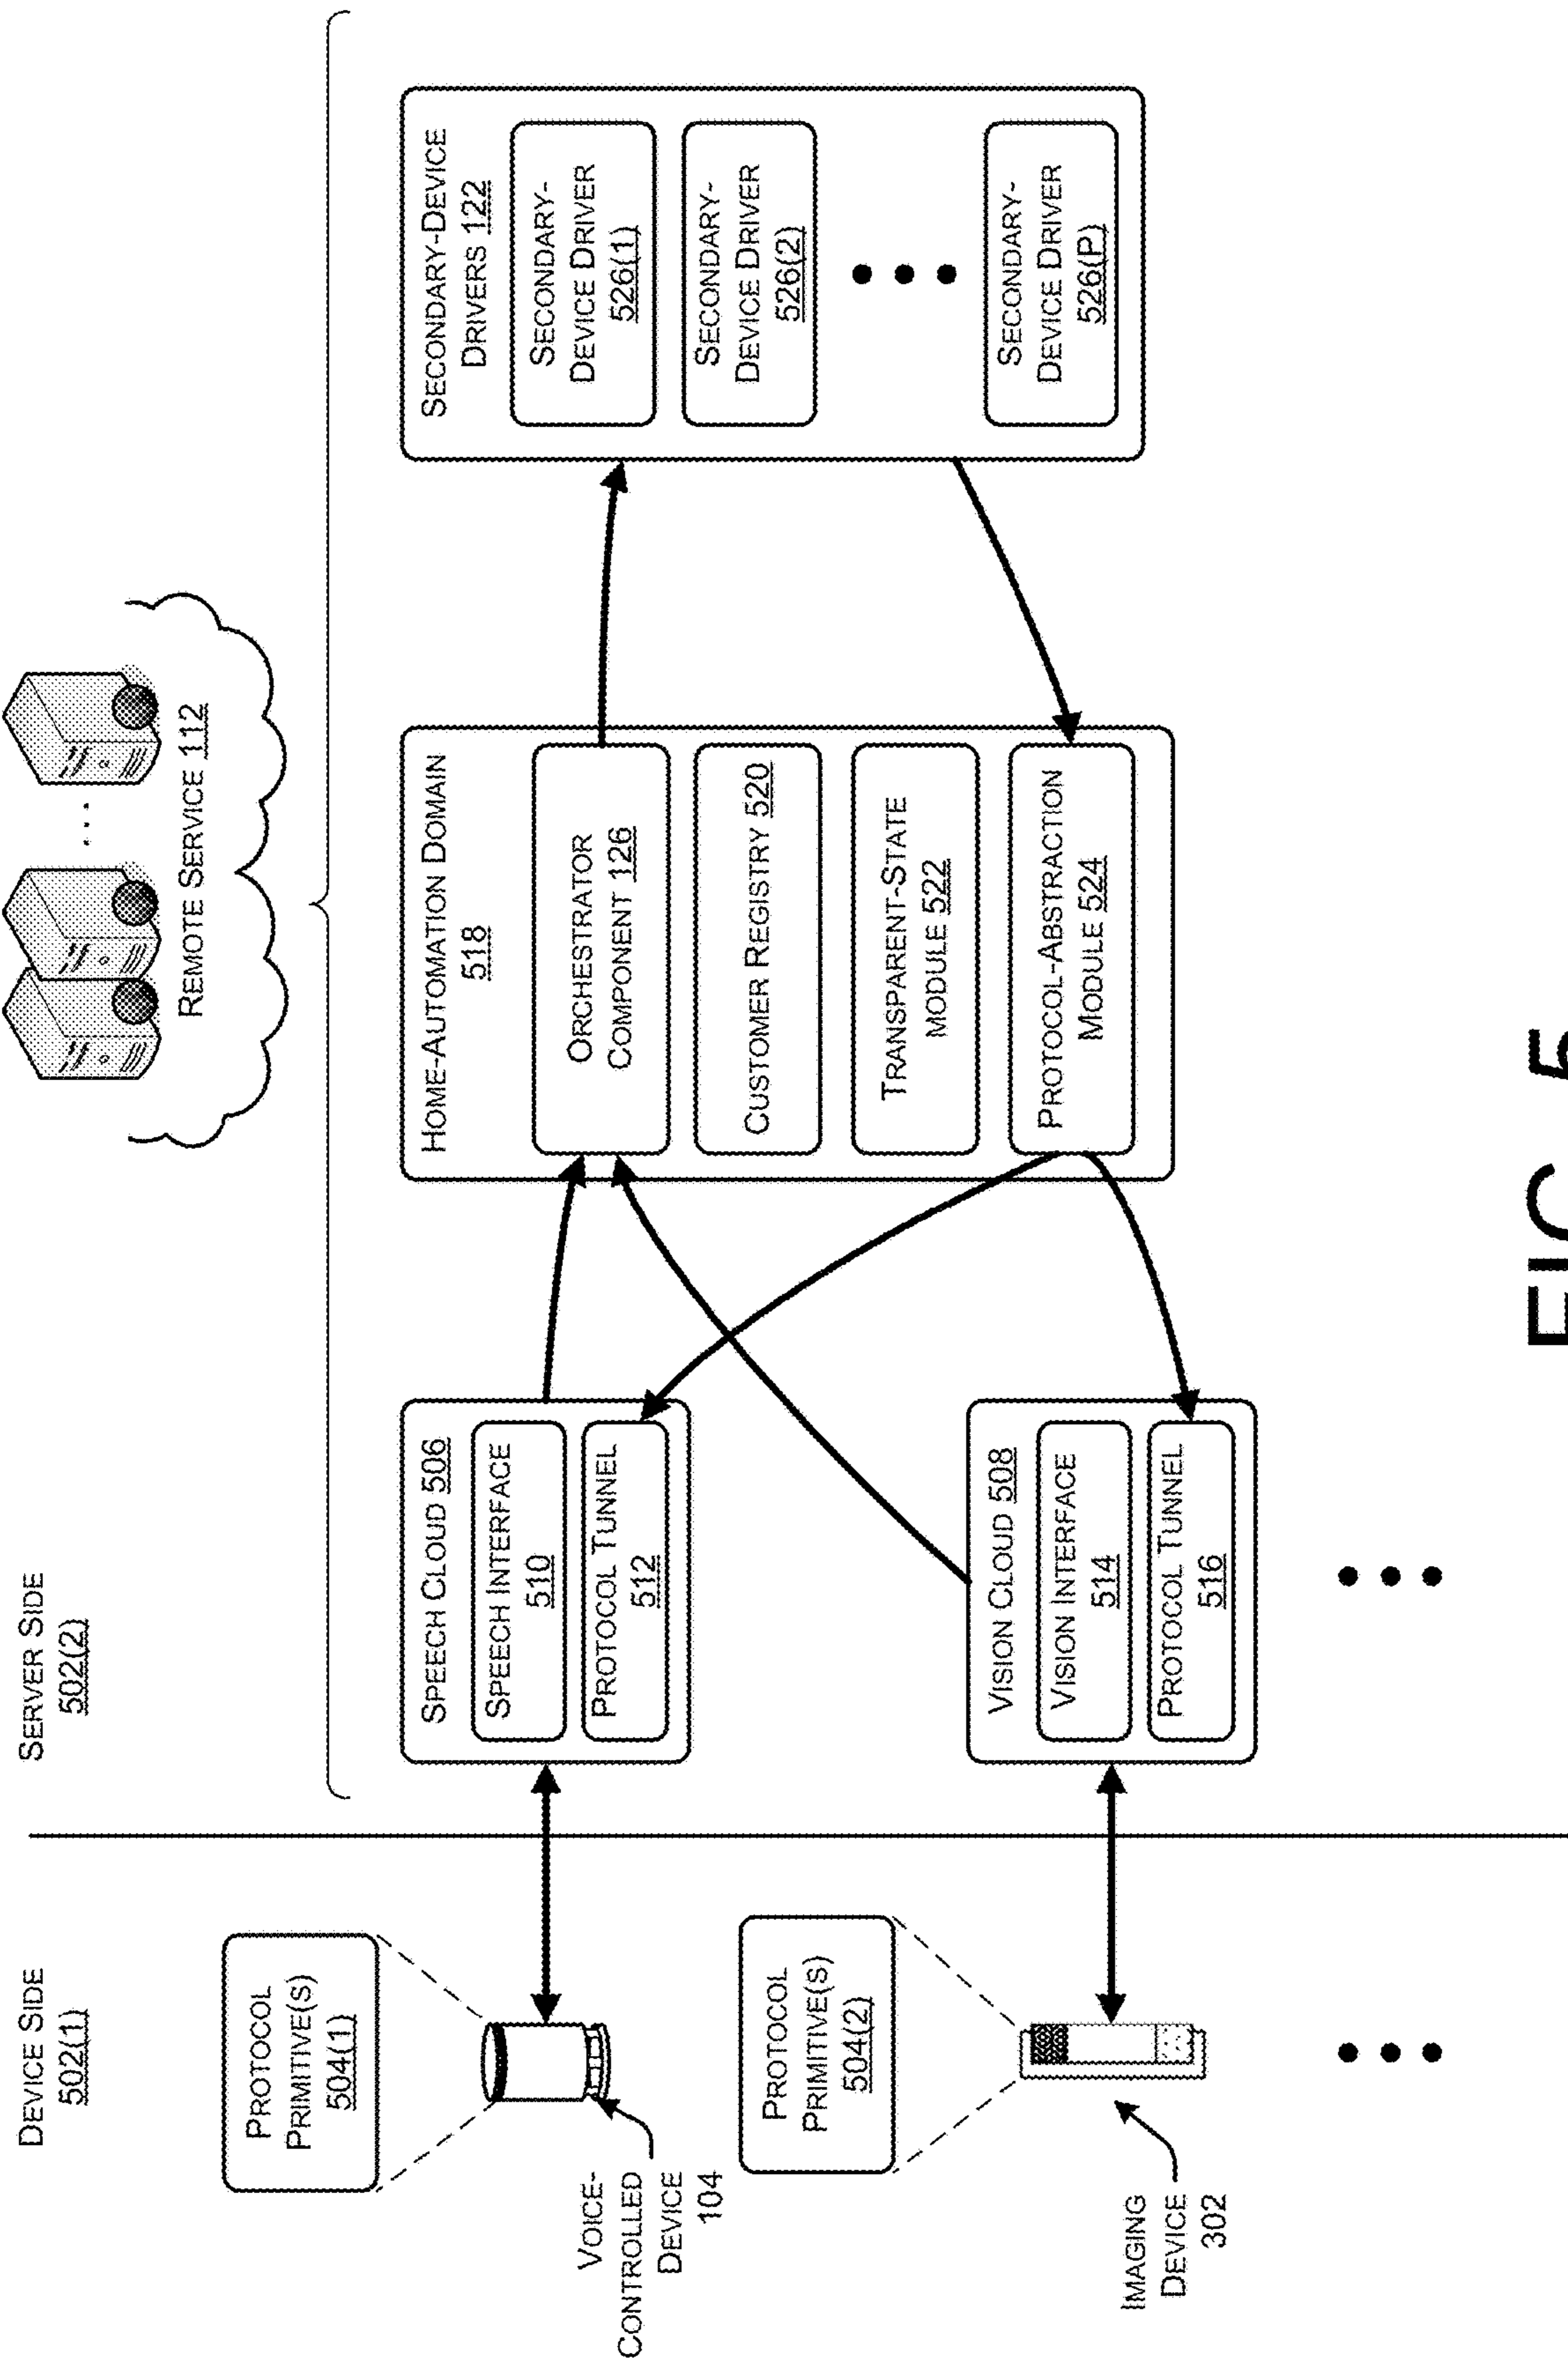 DEVICE SIDE
502(1)
SERVER SIDE
502(2)
REMOTE SERVICE 112
PROTOCOL
PRIMITIVE(S)
504(1)
VOICE-
CONTROLLED
DEVICE
104
PROTOCOL
PRIMITIVE(S)
504(2)
IMAGING
DEVICE
302
SPEECH CLOUD 506
SPEECH INTERFACE
510
PROTOCOL TUNNEL
512
VISION CLOUD 508
VISION INTERFACE
514
PROTOCOL TUNNEL
516
HOME-AUTOMATION DOMAIN
518
ORCHESTRATOR
COMPONENT 126
CUSTOMER REGISTRY 520
TRANSPARENT-STATE
MODULE 522
PROTOCOL-ABSTRACTION
MODULE 524
SECONDARY-DEVICE
DRIVERS 122
SECONDARY-
DEVICE DRIVER
526(1)
SECONDARY-
DEVICE DRIVER
526(2)
SECONDARY-
DEVICE DRIVER
526(P)
FIG. 5